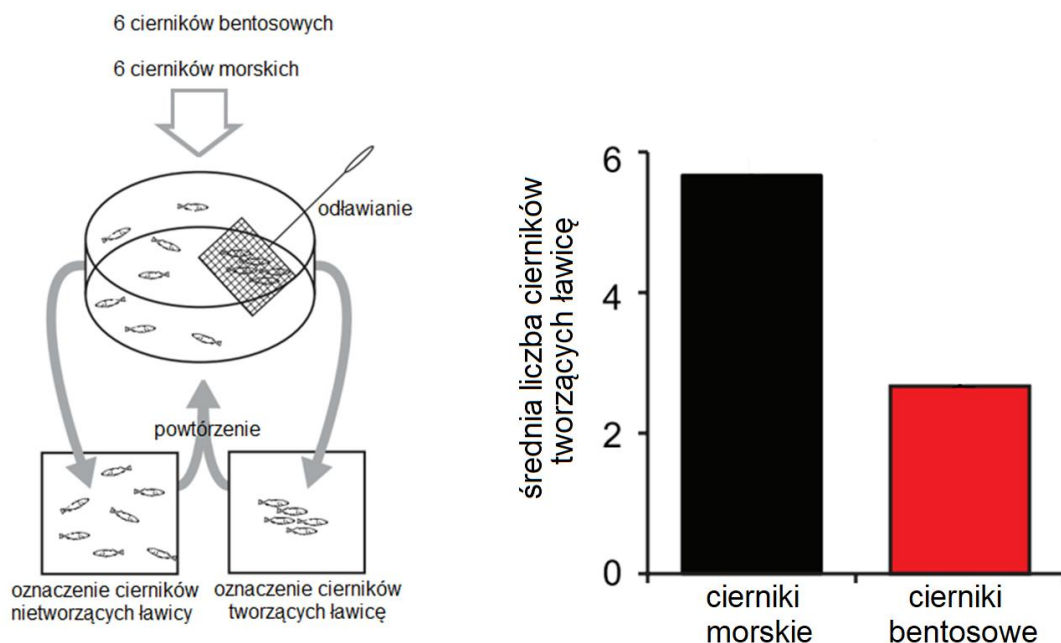 6 cierników bentosowych
6 cierników morskich
odławianie
powtórzenie
oznaczenie cierników
nietworzących ławicy
oznaczenie cierników
tworzących ławicę
średnia liczba cierników
tworzących ławicę
6
4
2
0
cierniki
morskie
cierniki
bentosowe